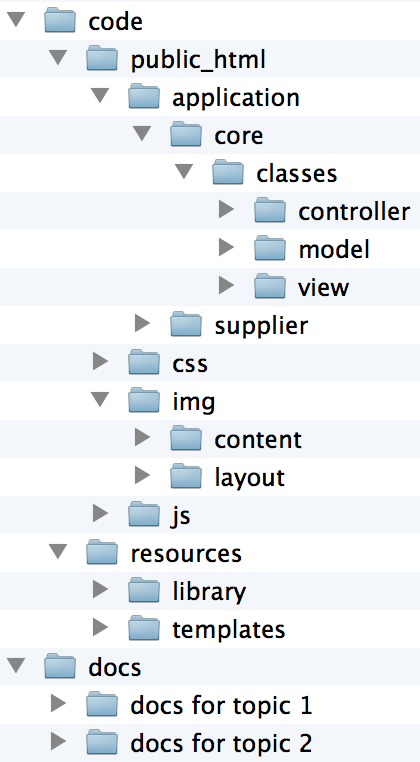 code
public_html
application
core
classes
controller
model
view
supplier
css
img
content
layout
js
resources
library
templates
docs
docs for topic 1
docs for topic 2